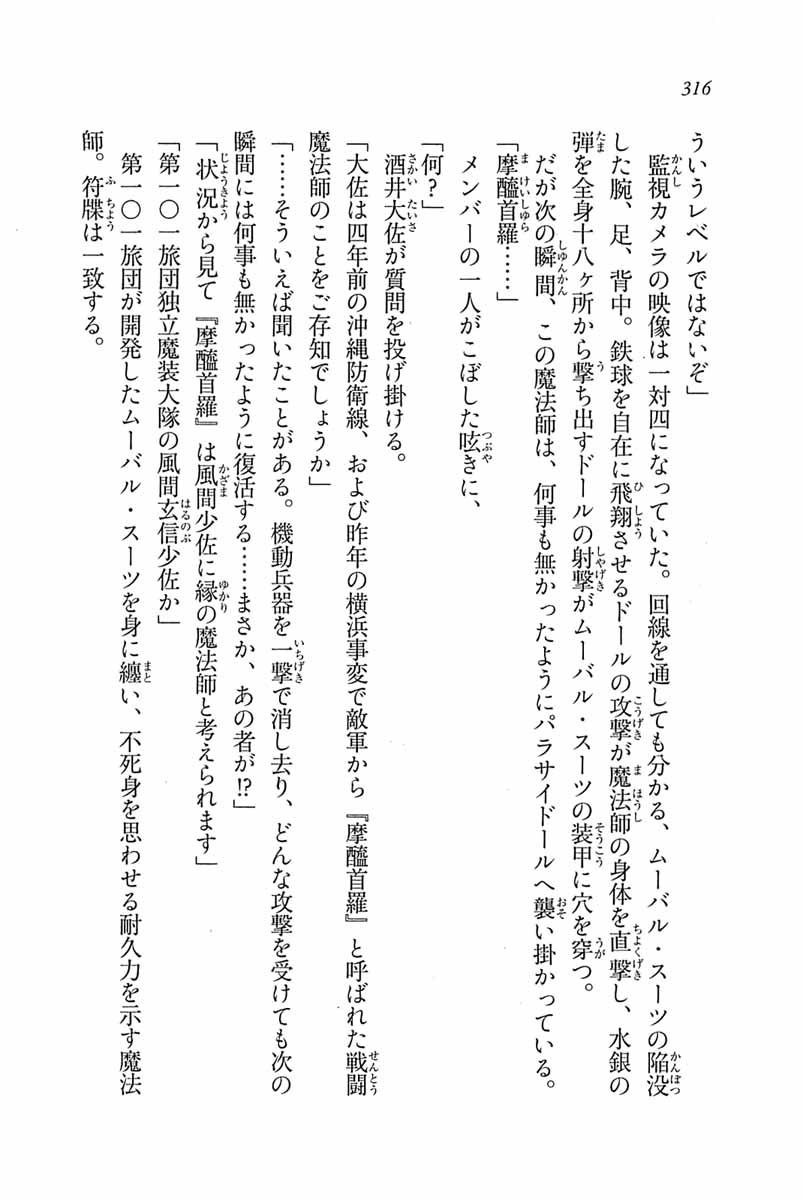 316
ういうレベルではないぞ」
　監視カメラの映像は一対四になっていた。回線を通しても分かる、ムーバル・スーツの陥没
した腕、足、背中。鉄球を自在に飛翔させるドールの攻撃が魔法師の身体を直撃し、水銀の
弾を全身十八ヶ所から撃ち出すドールの射撃がムーバル・スーツの装甲に穴を穿つ。
　だが次の瞬間、この魔法師は、何事も無かったようにパラサイドールへ襲い掛かっている。
「摩醯首羅……」
　メンバーの一人がこぼした呟きに、
「何？」
　酒井大佐が質問を投げ掛ける。
「大佐は四年前の沖縄防衛線、および昨年の横浜事変で敵軍から『摩醯首羅』と呼ばれた戦闘
魔法師のことをご存知でしょうか」
「……そういえば聞いたことがある。機動兵器を一撃で消し去り、どんな攻撃を受けても次の
瞬間には何事も無かったように復活する……まさか、あの者が!?」
「状況から見て『摩醯首羅』は風間少佐に縁の魔法師と考えられます」
「第一〇一旅団独立魔装大隊の風間玄信少佐か」
　第一〇一旅団が開発したムーバル・スーツを身に纏い、不死身を思わせる耐久力を示す魔法
師。符牒は一致する。